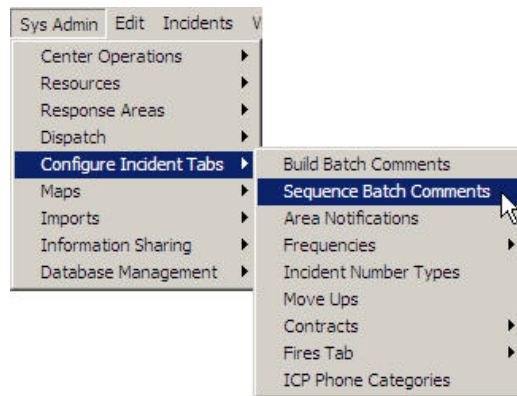 Sys Admin Edit Incidents
Center Operations
Resources
Response Areas
Dispatch
Configure Incident Tabs
Maps
Imports
Information Sharing
Database Management
Build Batch Comments
Sequence Batch Comments
Area Notifications
Frequencies
Incident Number Types
Move Ups
Contracts
Fires Tab
ICP Phone Categories